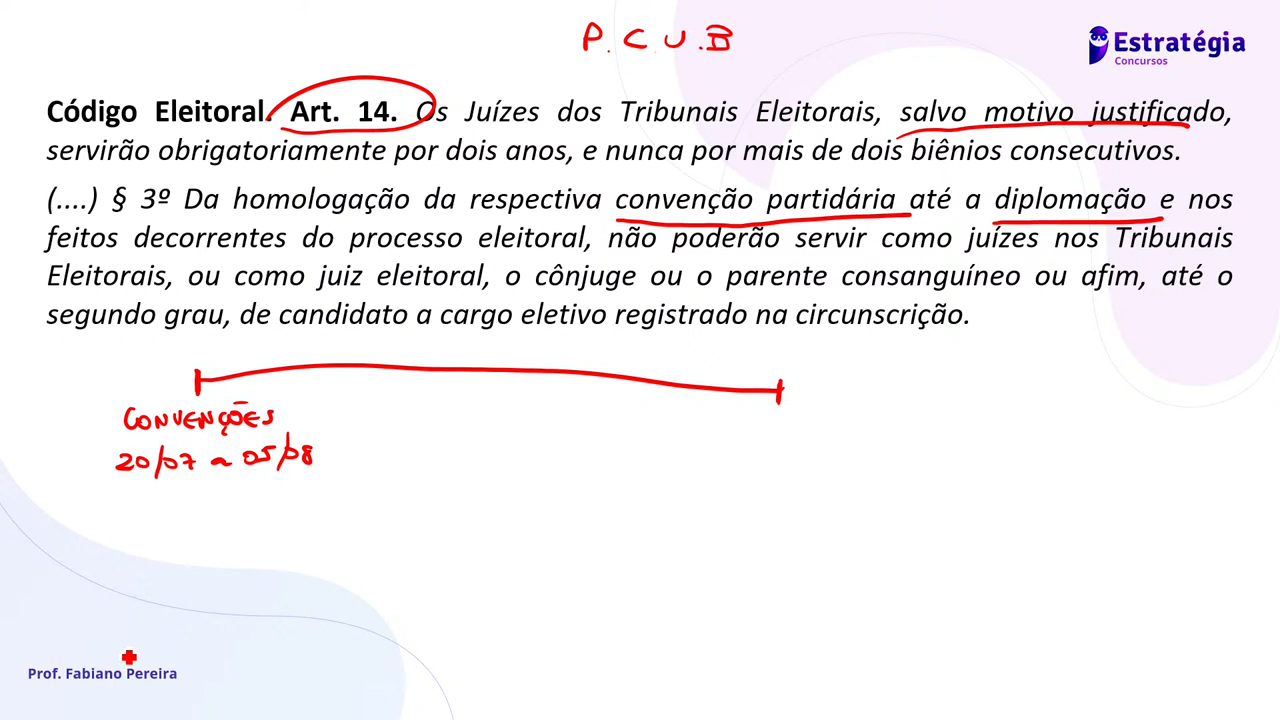 P. C. U. B
Estratégia
Concursos
Código Eleitoral. Art. 14. Os Juízes dos Tribunais Eleitorais, salvo motivo justificado,
servirão obrigatoriamente por dois anos, e nunca por mais de dois biênios consecutivos.
(....) § 3º Da homologação da respectiva convenção partidária até a diplomação e nos
feitos decorrentes do processo eleitoral, não poderão servir como juízes nos Tribunais
Eleitorais, ou como juiz eleitoral, o cônjuge ou o parente consanguíneo ou afim, até o
segundo grau, de candidato a cargo eletivo registrado na circunscrição.
CONVENÇÕES
20/07 a 05/08
Prof. Fabiano Pereira